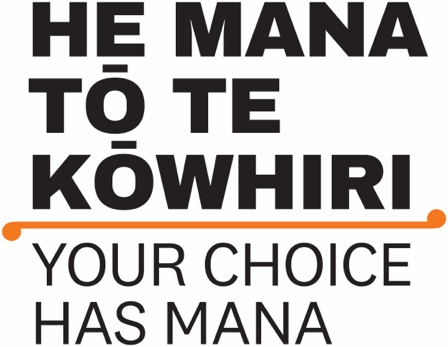 HE MANA
TŌ TE
KŌWHIRI
YOUR CHOICE
HAS MANA